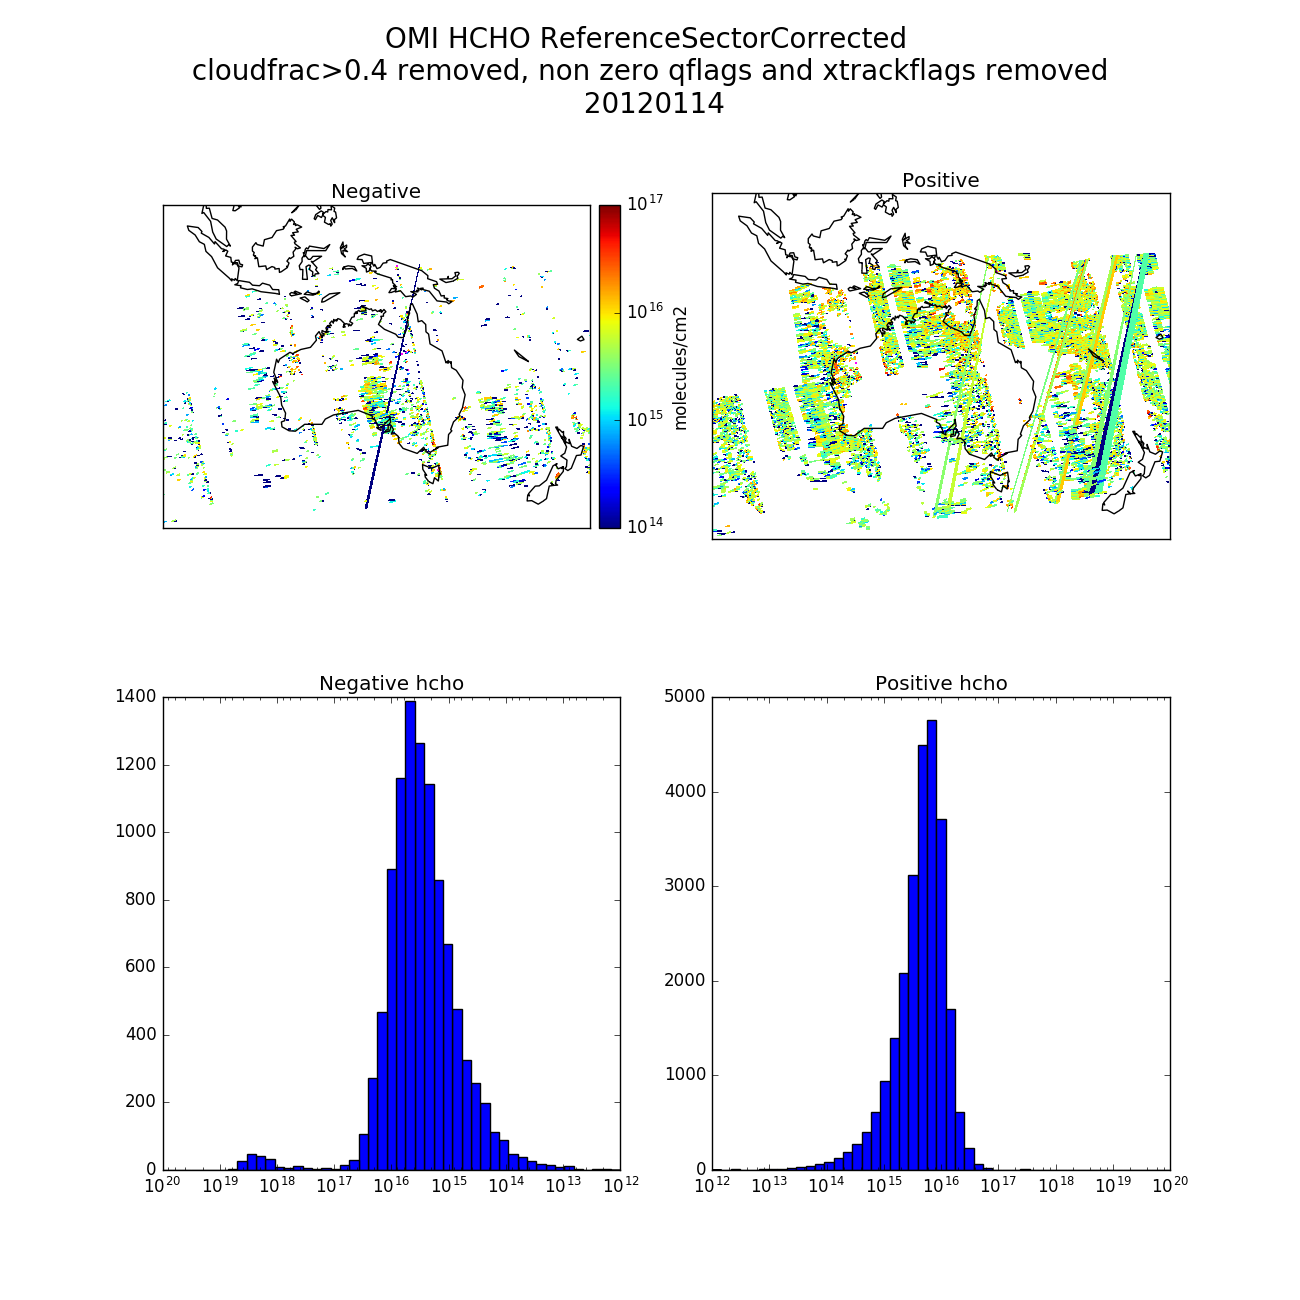 OMI HCHO ReferenceSectorCorrected
cloudfrac>0.4 removed, non zero qflags and xtrackflags removed
20120114
Negative
Positive
10^17
10^16
10^15
10^14
molecules/cm2
Negative hcho
Positive hcho
1400
1200
1000
800
600
400
200
0
10^20 10^19 10^18 10^17 10^16 10^15 10^14 10^13 10^12
5000
4000
3000
2000
1000
0
10^12 10^13 10^14 10^15 10^16 10^17 10^18 10^19 10^20